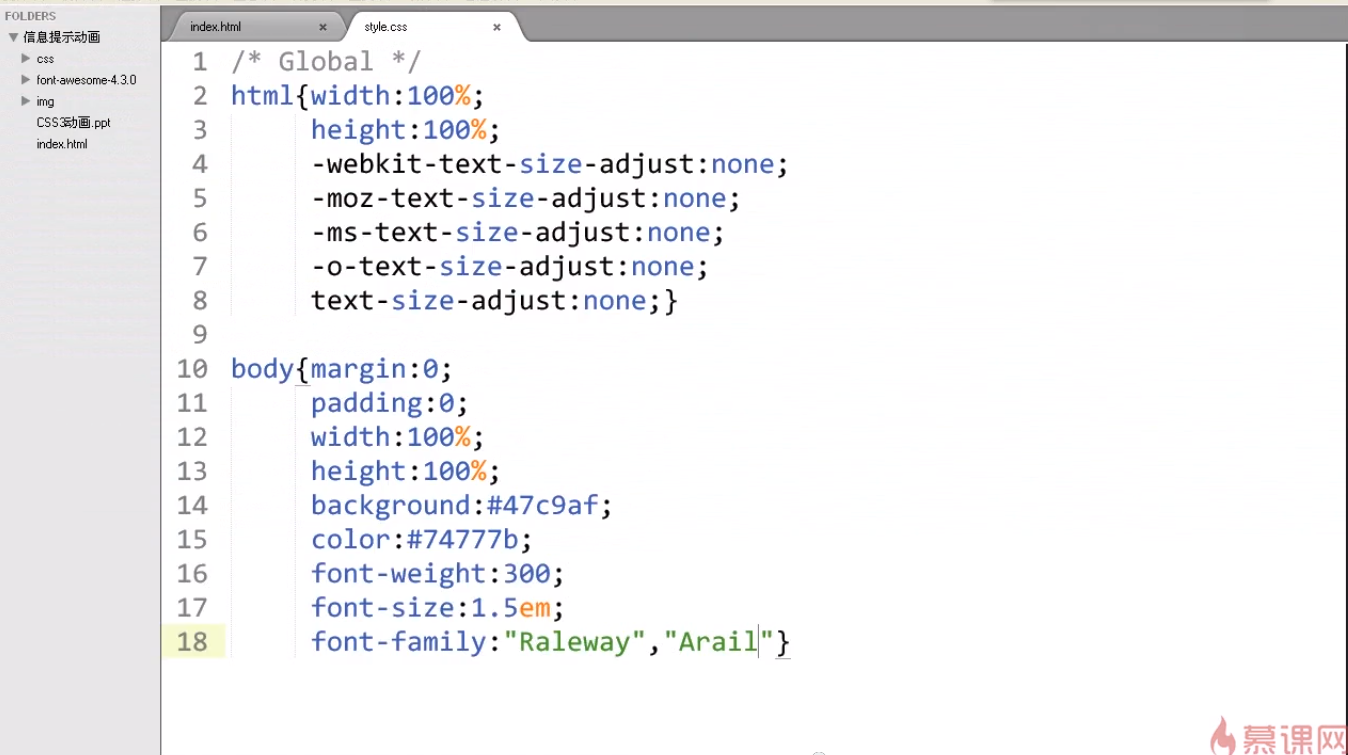 FOLDERS
信息提示动画
css
font-awesome-4.3.0
img
CSS3动画.ppt
index.html
index.html × style.css ×
1 /* Global */
2 html{width:100%;
3 height:100%;
4 -webkit-text-size-adjust:none;
5 -moz-text-size-adjust:none;
6 -ms-text-size-adjust:none;
7 -o-text-size-adjust:none;
8 text-size-adjust:none;}
9
10 body{margin:0;
11 padding:0;
12 width:100%;
13 height:100%;
14 background:#47c9af;
15 color:#74777b;
16 font-weight:300;
17 font-size:1.5em;
18 font-family:"Raleway","Arail"}
慕课网